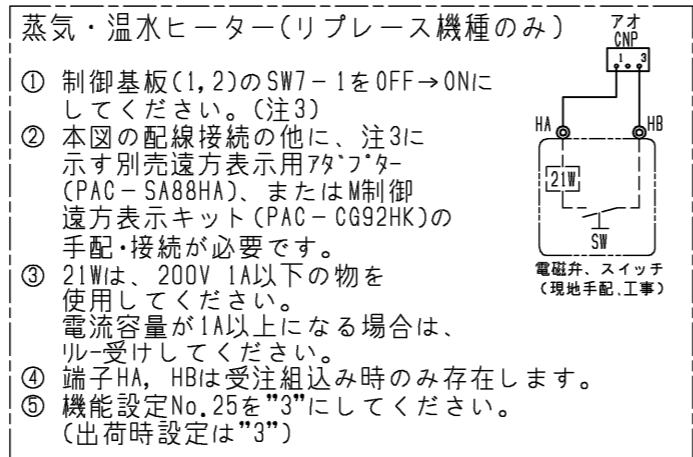 蒸気・温水ヒーター(リプレース機種のみ)
① 制御基板(1,2)のSW7-1をOFF→ONに
してください。(注3)
② 本図の配線接続の他に、注3に
示す別売遠方表示用アダプター
(PAC-SA88HA)、またはM制御
遠方表示キット(PAC-CG92HK)の
手配・接続が必要です。
③ 21Wは、200V 1A以下の物を
使用してください。
電流容量が1A以上になる場合は、
リレー受けしてください。
④ 端子HA, HBは受注組込み時のみ存在します。
⑤ 機能設定No.25を"3"にしてください。
(出荷時設定は"3")
アオ
CNP
1 3
HA HB
21W
SW
電磁弁、スイッチ
(現地手配、工事)